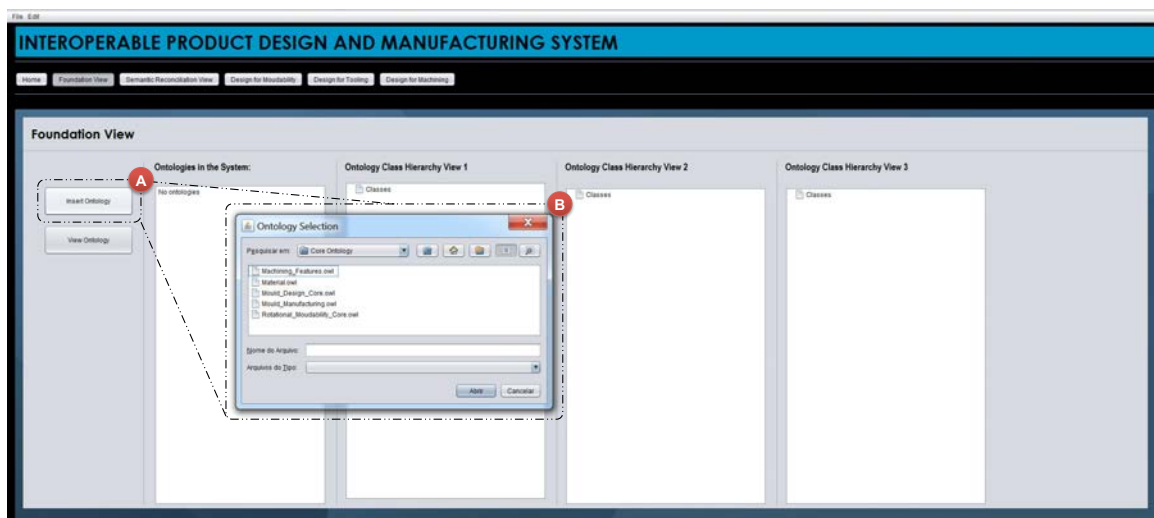 File Edit
INTEROPERABLE PRODUCT DESIGN AND MANUFACTURING SYSTEM
Home Foundation View Semantic Reconciliation View Design for Mouldability Design for Tooling Design for Machining
Foundation View
Ontologies in the System: Ontology Class Hierarchy View 1 Ontology Class Hierarchy View 2 Ontology Class Hierarchy View 3
A
Insert Ontology
No ontologies
Classes
Classes
Classes
B
View Ontology
Ontology Selection
Pesquisar em: Core Ontology
Machining_Features.owl
Material.owl
Mould_Design_Core.owl
Mould_Manufacturing.owl
Rotational_Mouldability_Core.owl
Nome do Arquivo:
Arquivos do Tipo:
Abrir Cancelar